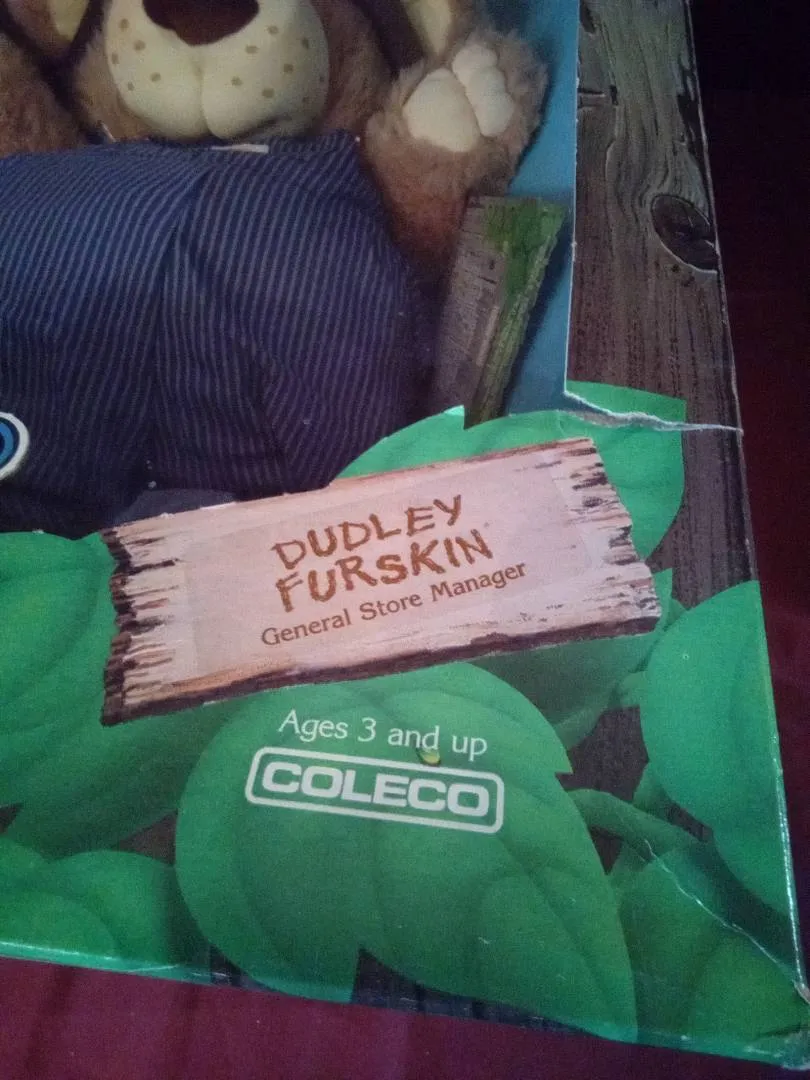 DUDLEY
FURSKIN
General Store Manager
Ages 3 and up
COLECO